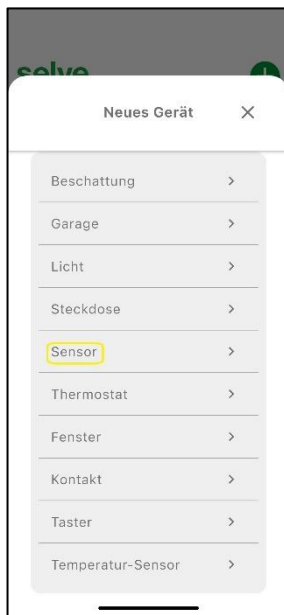 selve
Neues Gerät
Beschattung
Garage
Licht
Steckdose
Sensor
Thermostat
Fenster
Kontakt
Taster
Temperatur-Sensor